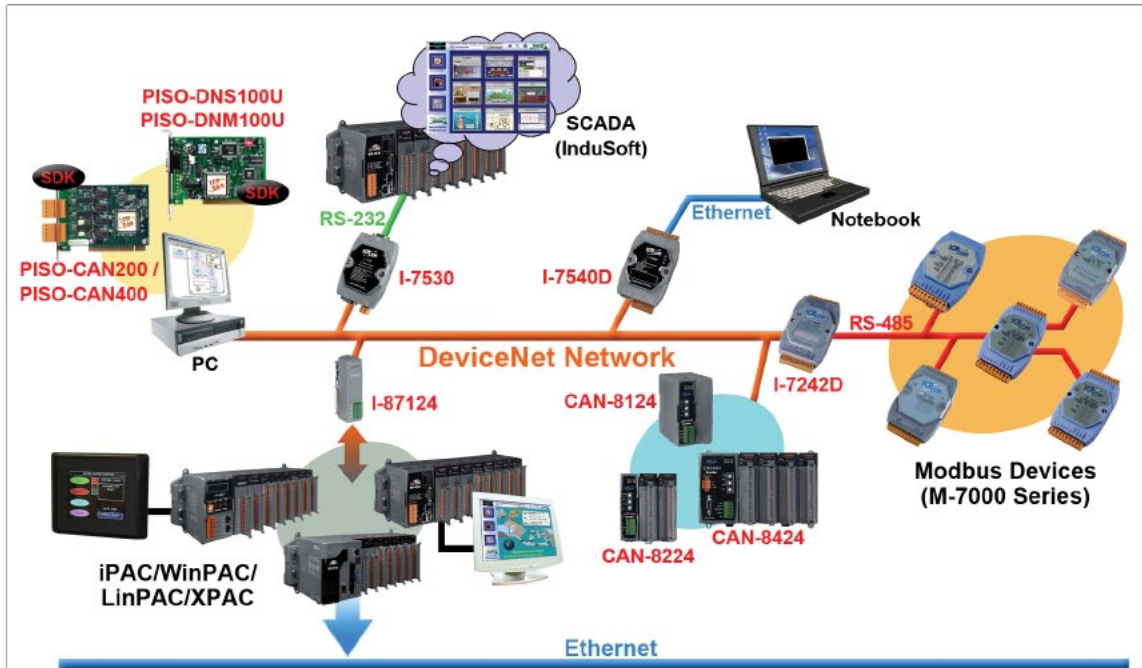 PISO-DNS100U
PISO-DNM100U
SDK
SDK
PISO-CAN200 /
PISO-CAN400
PC
SCADA
(InduSoft)
RS-232
I-7530
Ethernet
Notebook
I-7540D
RS-485
I-7242D
DeviceNet Network
I-87124
CAN-8124
CAN-8224
CAN-8424
Modbus Devices
(M-7000 Series)
iPAC/WinPAC/
LinPAC/XPAC
Ethernet